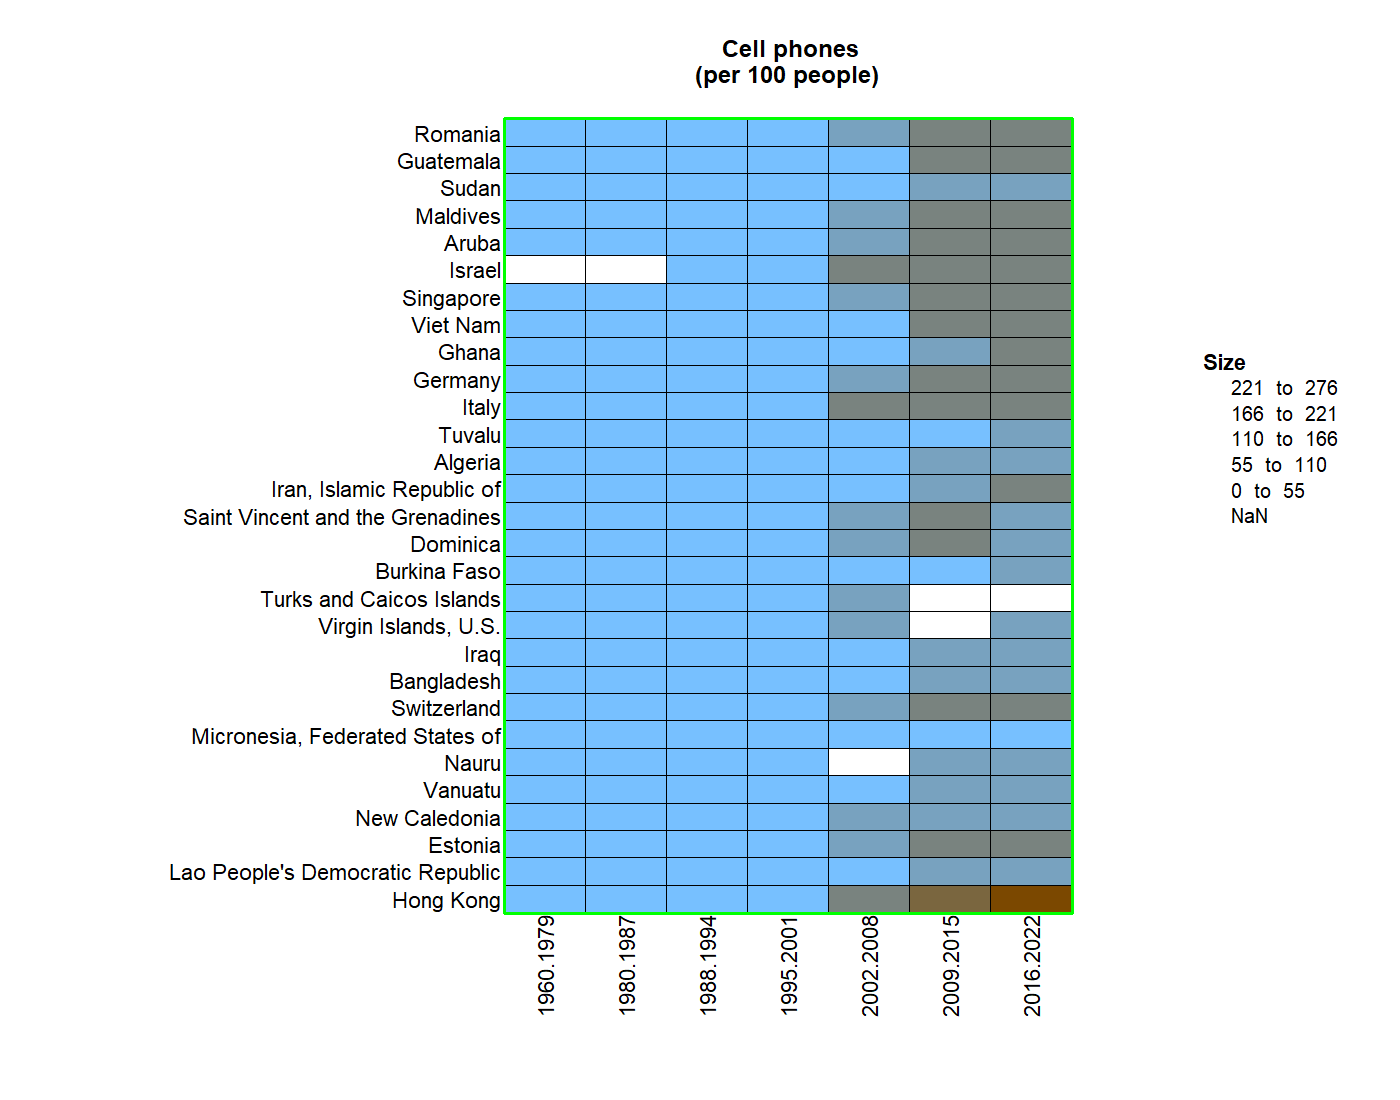 Cell phones
(per 100 people)
Romania
Guatemala
Sudan
Maldives
Aruba
Israel
Singapore
Viet Nam
Ghana
Germany
Italy
Tuvalu
Algeria
Iran, Islamic Republic of
Saint Vincent and the Grenadines
Dominica
Burkina Faso
Turks and Caicos Islands
Virgin Islands, U.S.
Iraq
Bangladesh
Switzerland
Micronesia, Federated States of
Nauru
Vanuatu
New Caledonia
Estonia
Lao People's Democratic Republic
Hong Kong
1960.1979
1980.1987
1988.1994
1995.2001
2002.2008
2009.2015
2016.2022
Size
221 to 276
166 to 221
110 to 166
55 to 110
0 to 55
NaN